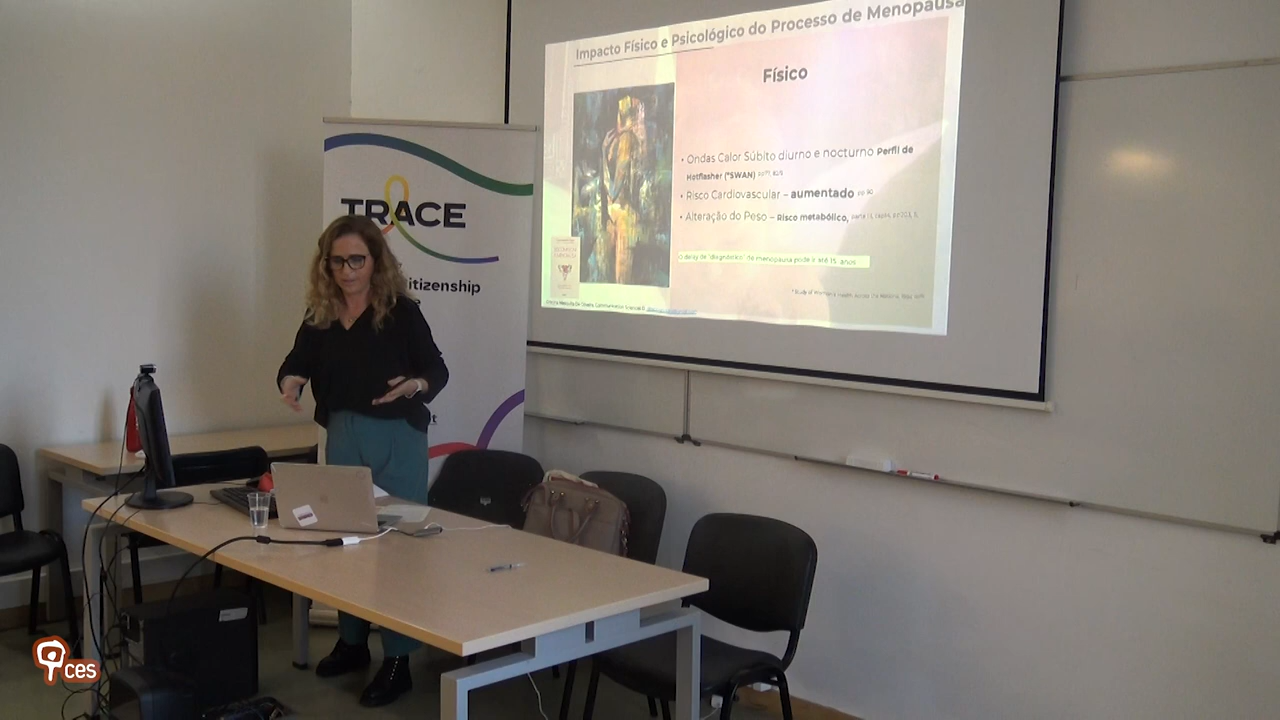 Impacto Físico e Psicológico do Processo de Menopausa
Físico
• Ondas Calor Súbito diurno e nocturno Perfil de
Hotflasher (*SWAN)
• Risco Cardiovascular – aumentado
• Alteração do Peso – Risco metabólico,
O delay de "diagnóstico" de menopausa pode ir até 15 anos
TRACE
itizenship
ces